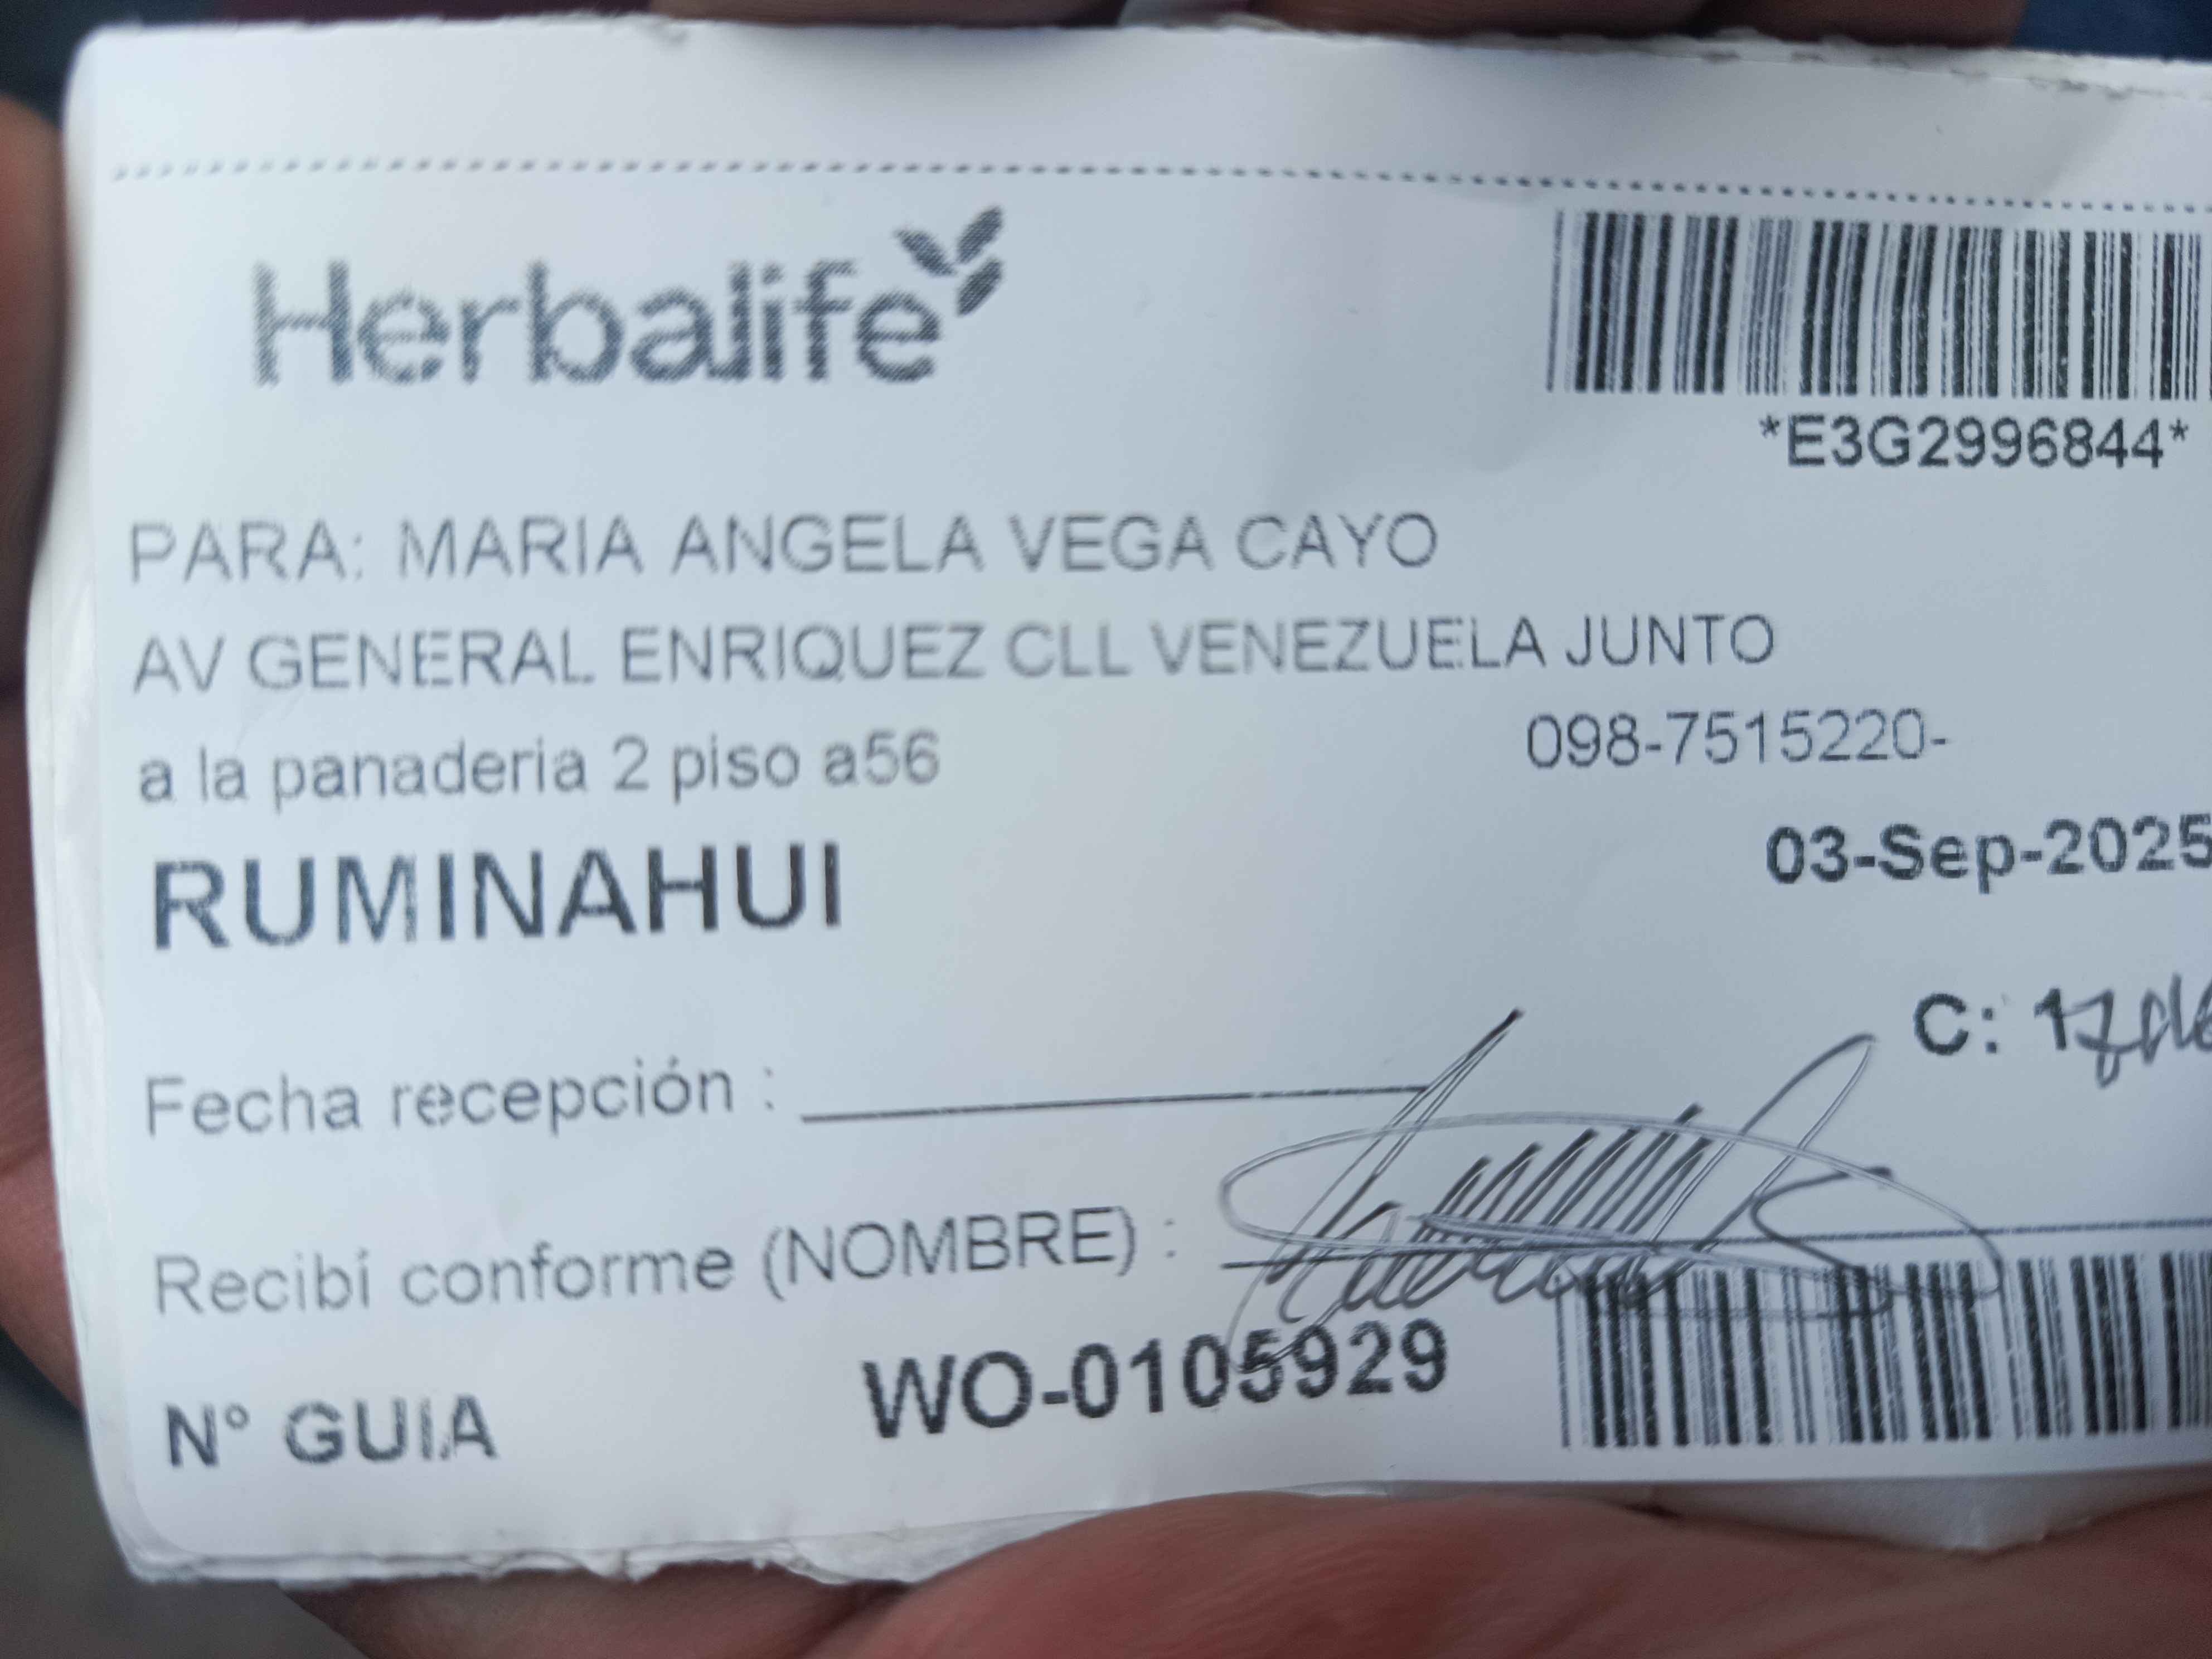 Herbalife
*E3G2996844*
PARA: MARIA ANGELA VEGA CAYO
AV GENERAL ENRIQUEZ CLL VENEZUELA JUNTO
a la panaderia 2 piso a56
098-7515220-
RUMINAHUI
03-Sep-2025
C: 1
Fecha recepción :
Recibí conforme (NOMBRE) :
N° GUIA
WO-0105929